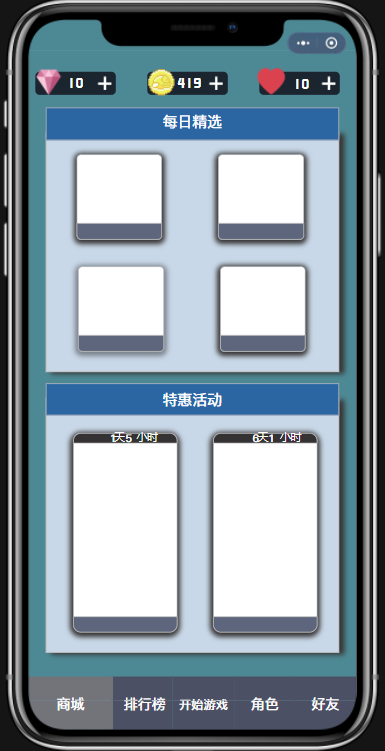 10 419 10
每日精选
特惠活动
1天5 小时 6天1 小时
商城 排行榜 开始游戏 角色 好友